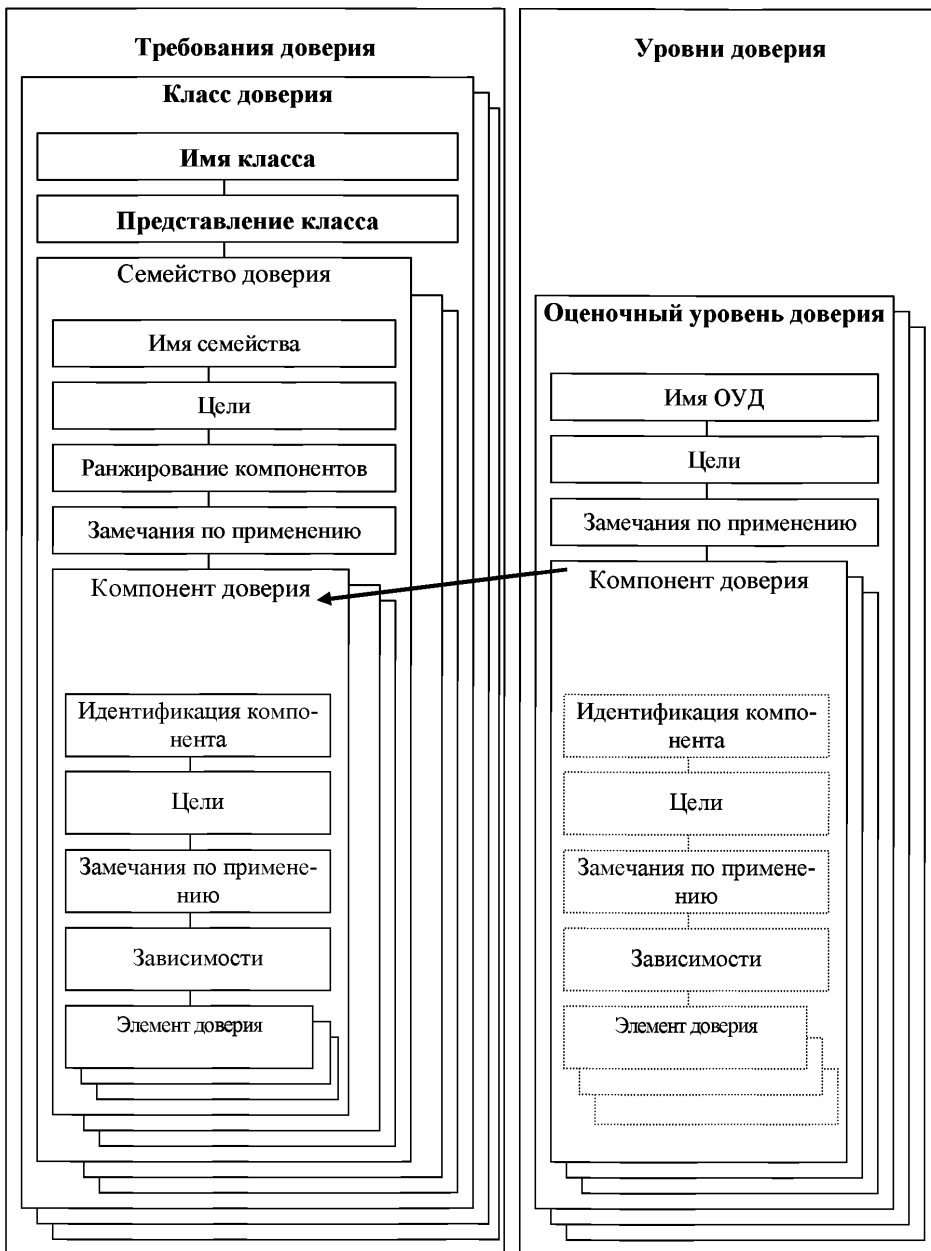 Требования доверия
Класс доверия
Имя класса
Представление класса
Семейство доверия
Имя семейства
Цели
Ранжирование компонентов
Замечания по применению
Компонент доверия
Идентификация компо-
нента
Цели
Замечания по примене-
нию
Зависимости
Элемент доверия
Уровни доверия
Оценочный уровень доверия
Имя ОУД
Цели
Замечания по применению
Компонент доверия
Идентификация компо-
нента
Цели
Замечания по примене-
нию
Зависимости
Элемент доверия